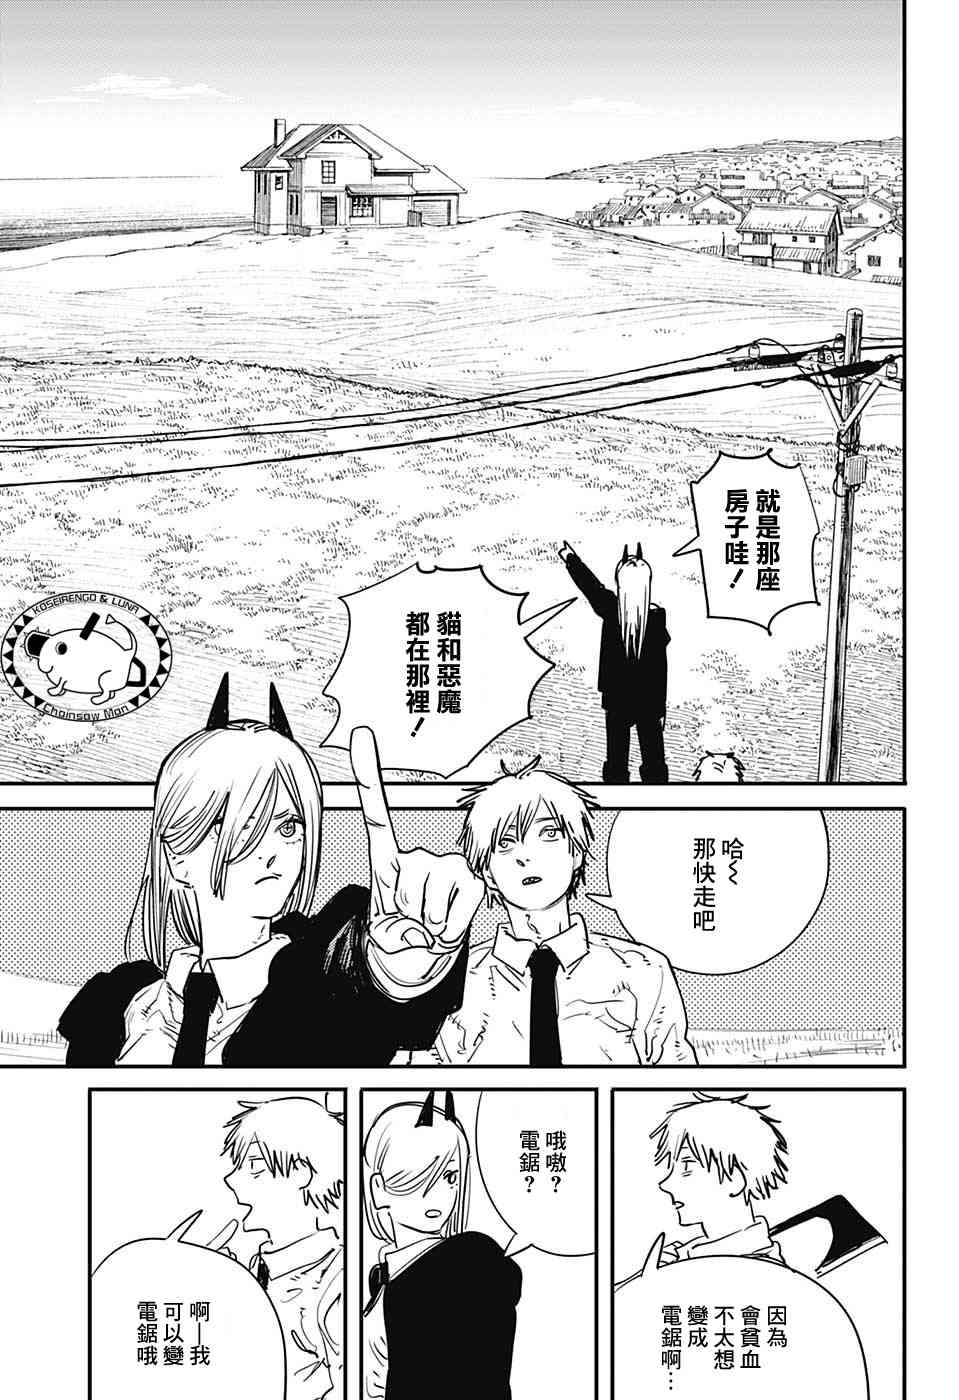 就是那座
房子哇！
貓和惡魔
都在那裡！
KOSEIRENGO & LUNA
Chainsaw Man
哈～
那快走吧
因為
會貧血
不太想
變成
電鋸啊…
哦嗷？
電鋸？
啊—我
可以變
電鋸哦